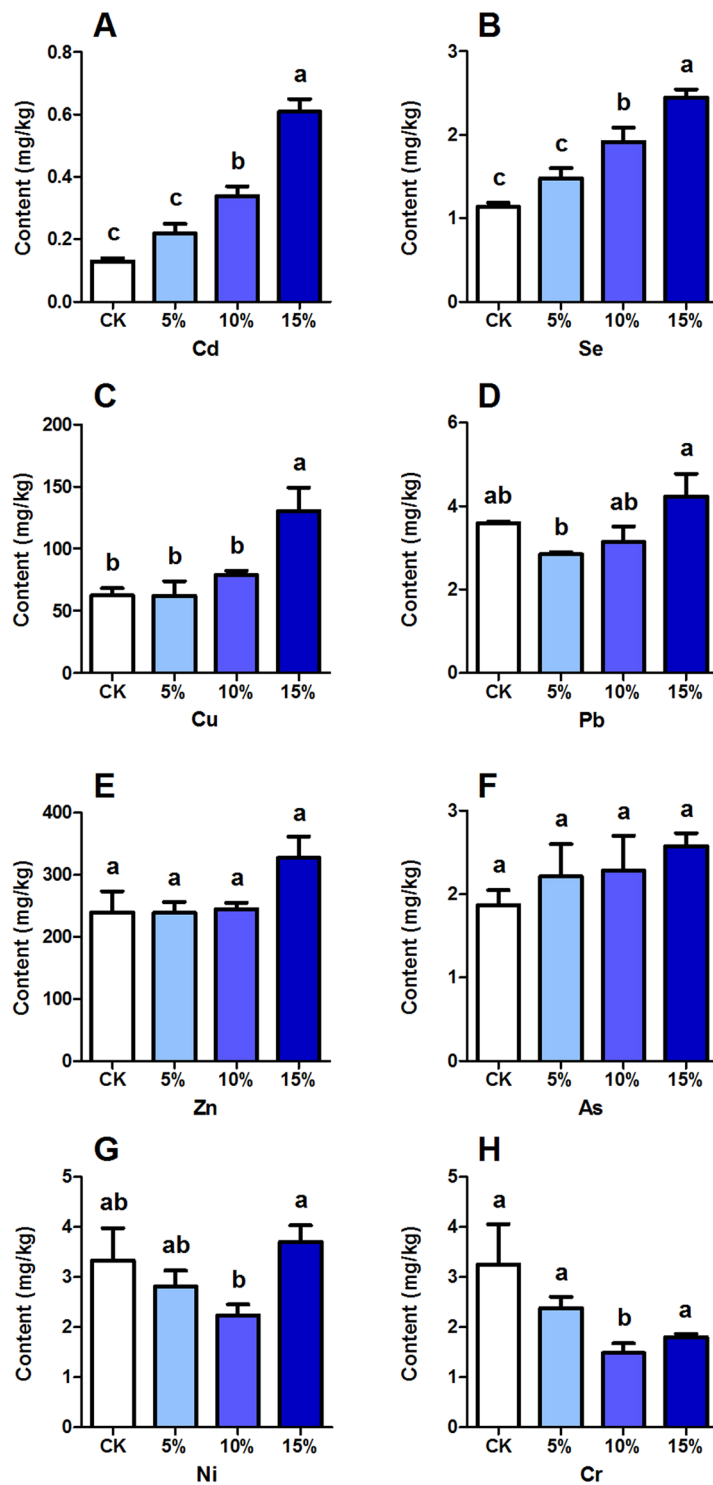 A
Content (mg/kg)
0.8
0.6
0.4
0.2
0.0
c
c
b
a
CK 5% 10% 15%
Cd
B
Content (mg/kg)
3
2
1
0
c
c
b
a
CK 5% 10% 15%
Se
C
Content (mg/kg)
200
150
100
50
0
b
b
b
a
CK 5% 10% 15%
Cu
D
Content (mg/kg)
6
4
2
0
ab
b
ab
a
CK 5% 10% 15%
Pb
E
Content (mg/kg)
400
300
200
100
0
a
a
a
a
CK 5% 10% 15%
Zn
F
Content (mg/kg)
3
2
1
0
a
a
a
a
CK 5% 10% 15%
As
G
Content (mg/kg)
5
4
3
2
1
0
ab
ab
b
a
CK 5% 10% 15%
Ni
H
Content (mg/kg)
5
4
3
2
1
0
a
a
b
a
CK 5% 10% 15%
Cr